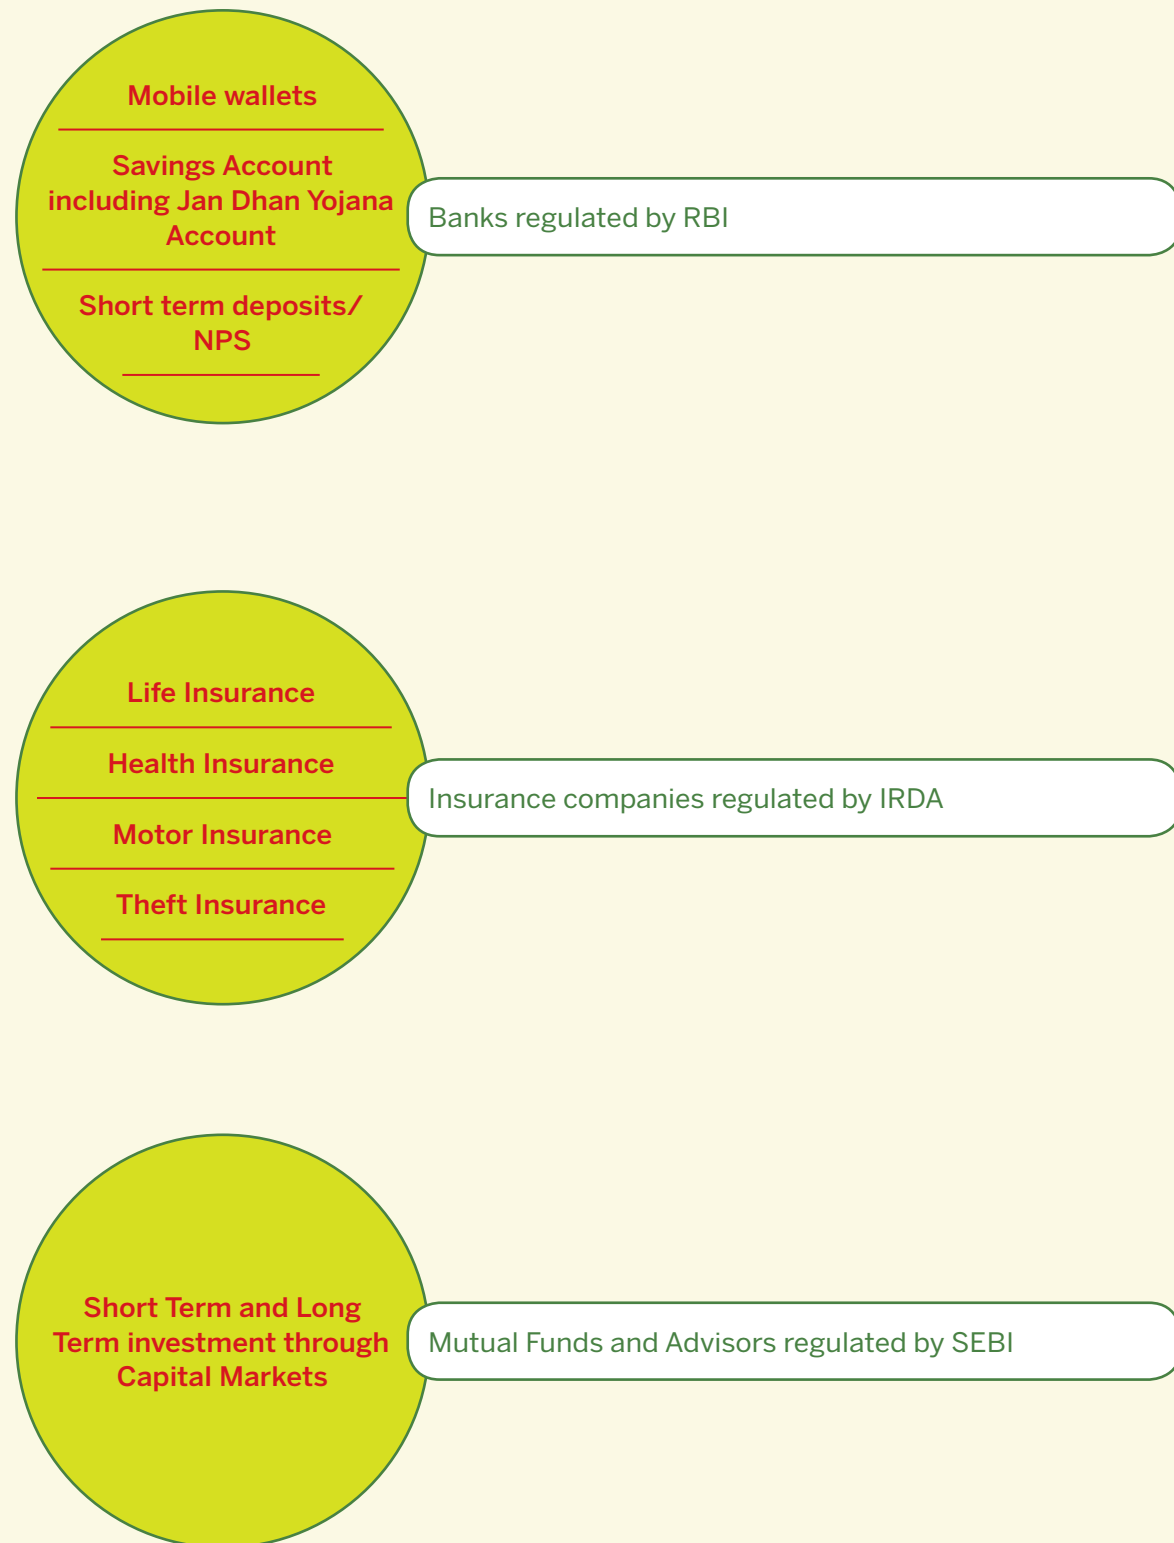 Mobile wallets
Savings Account
including Jan Dhan Yojana
Account
Short term deposits/
NPS
Banks regulated by RBI
Life Insurance
Health Insurance
Motor Insurance
Theft Insurance
Insurance companies regulated by IRDA
Short Term and Long
Term investment through
Capital Markets
Mutual Funds and Advisors regulated by SEBI